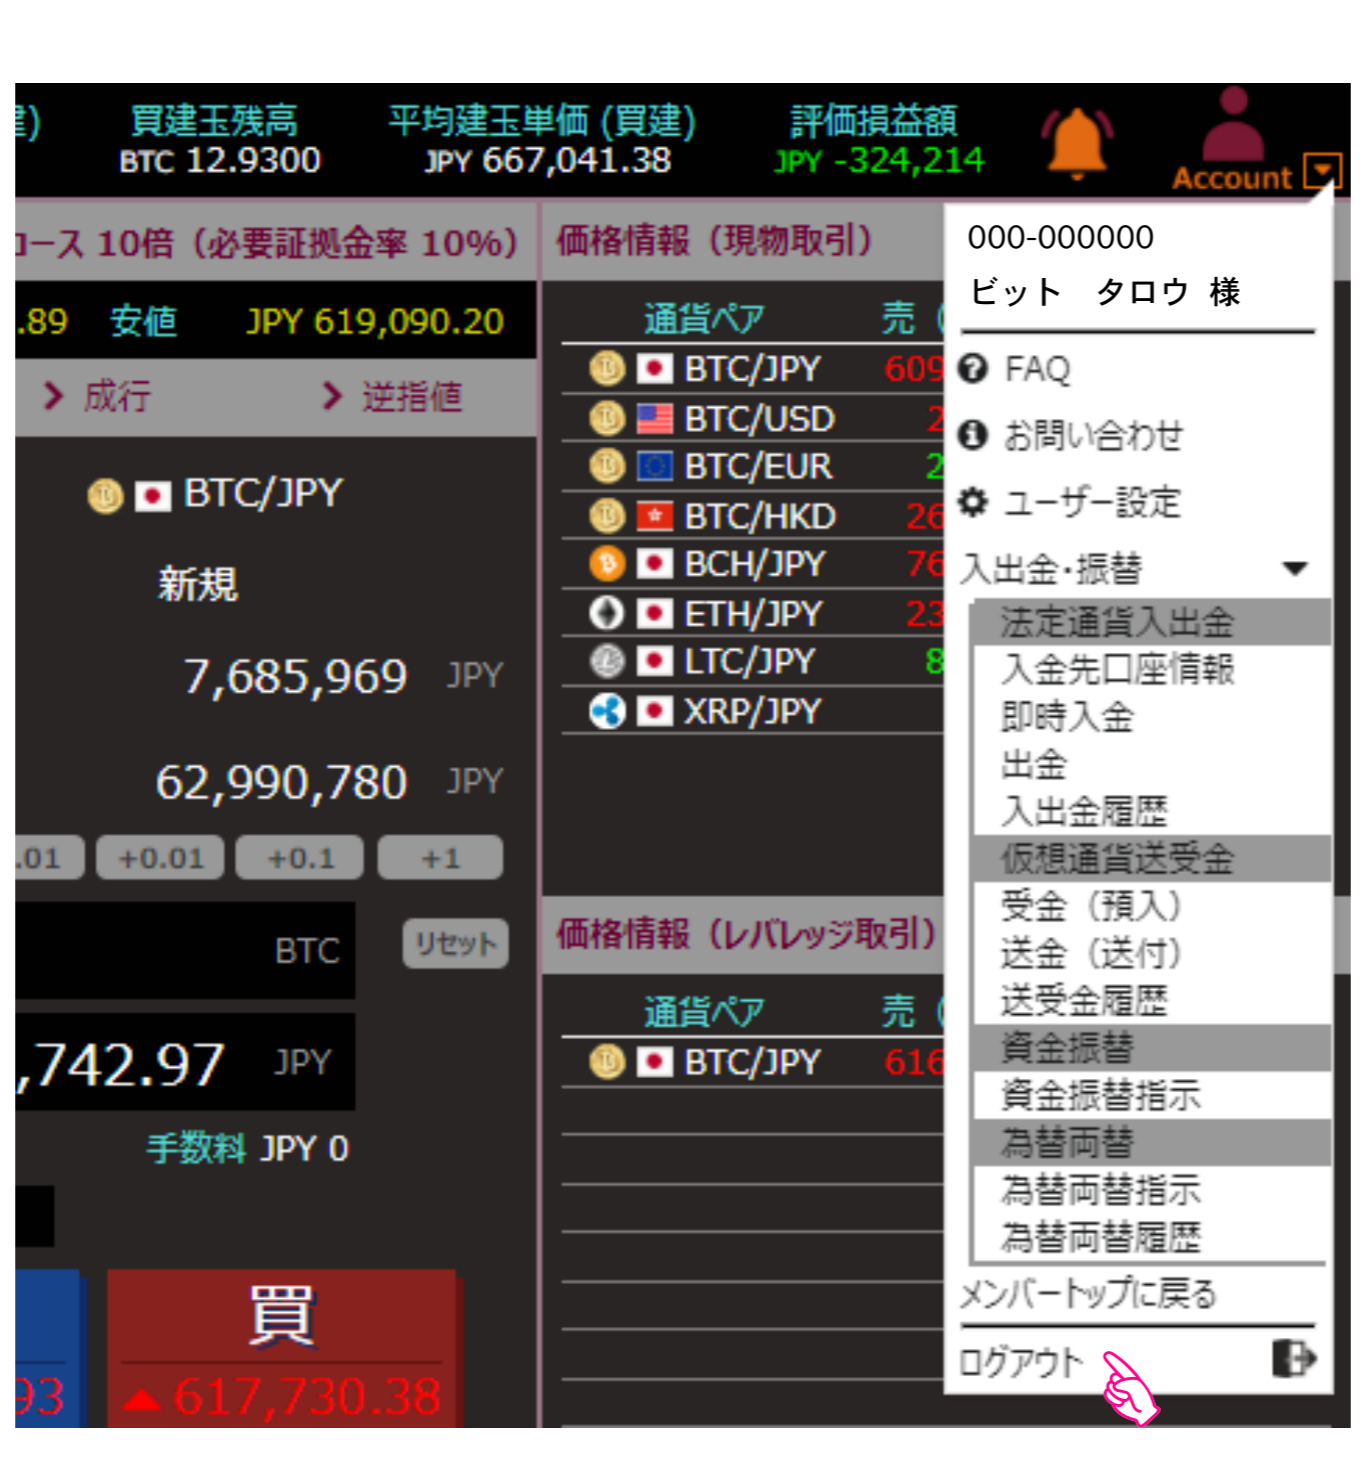 買建玉残高 平均建玉単価 (買建) 評価損益額
BTC 12.9300 JPY 667,041.38 JPY -324,214
Account
コース 10倍（必要証拠金率 10%）
.89 安値 JPY 619,090.20
成行 逆指値
BTC/JPY
新規
7,685,969 JPY
62,990,780 JPY
.01 +0.01 +0.1 +1
BTC リセット
,742.97 JPY
手数料 JPY 0
買
93 617,730.38
価格情報（現物取引）
通貨ペア 売（
BTC/JPY 609
BTC/USD 2
BTC/EUR 2
BTC/HKD 26
BCH/JPY 76
ETH/JPY 23
LTC/JPY 8
XRP/JPY
価格情報（レバレッジ取引）
通貨ペア 売（
BTC/JPY 616
000-000000
ビット　タロウ 様
FAQ
お問い合わせ
ユーザー設定
入出金・振替
法定通貨入出金
入金先口座情報
即時入金
出金
入出金履歴
仮想通貨送受金
受金（預入）
送金（送付）
送受金履歴
資金振替
資金振替指示
為替両替
為替両替指示
為替両替履歴
メンバートップに戻る
ログアウト